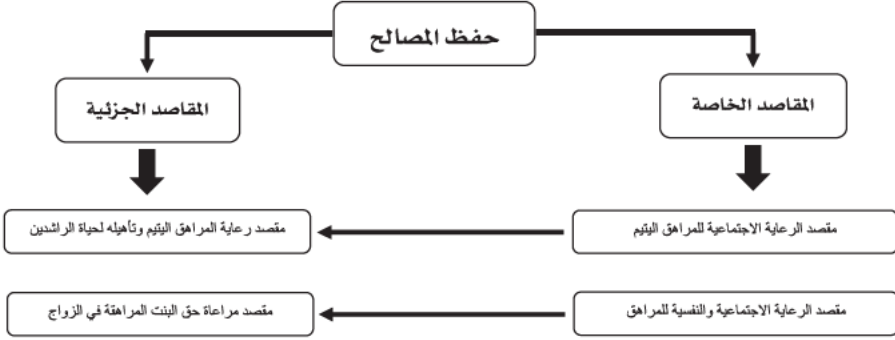 حفظ المصالح
المقاصد الخاصة
المقاصد الجزئية
مقصد الرعاية الاجتماعية للمراهق اليتيم
مقصد رعاية المراهق اليتيم وتأهيله لحياة الراشدين
مقصد الرعاية الاجتماعية والنفسية للمراهق
مقصد مراعاة حق البنت المراهقة في الزواج